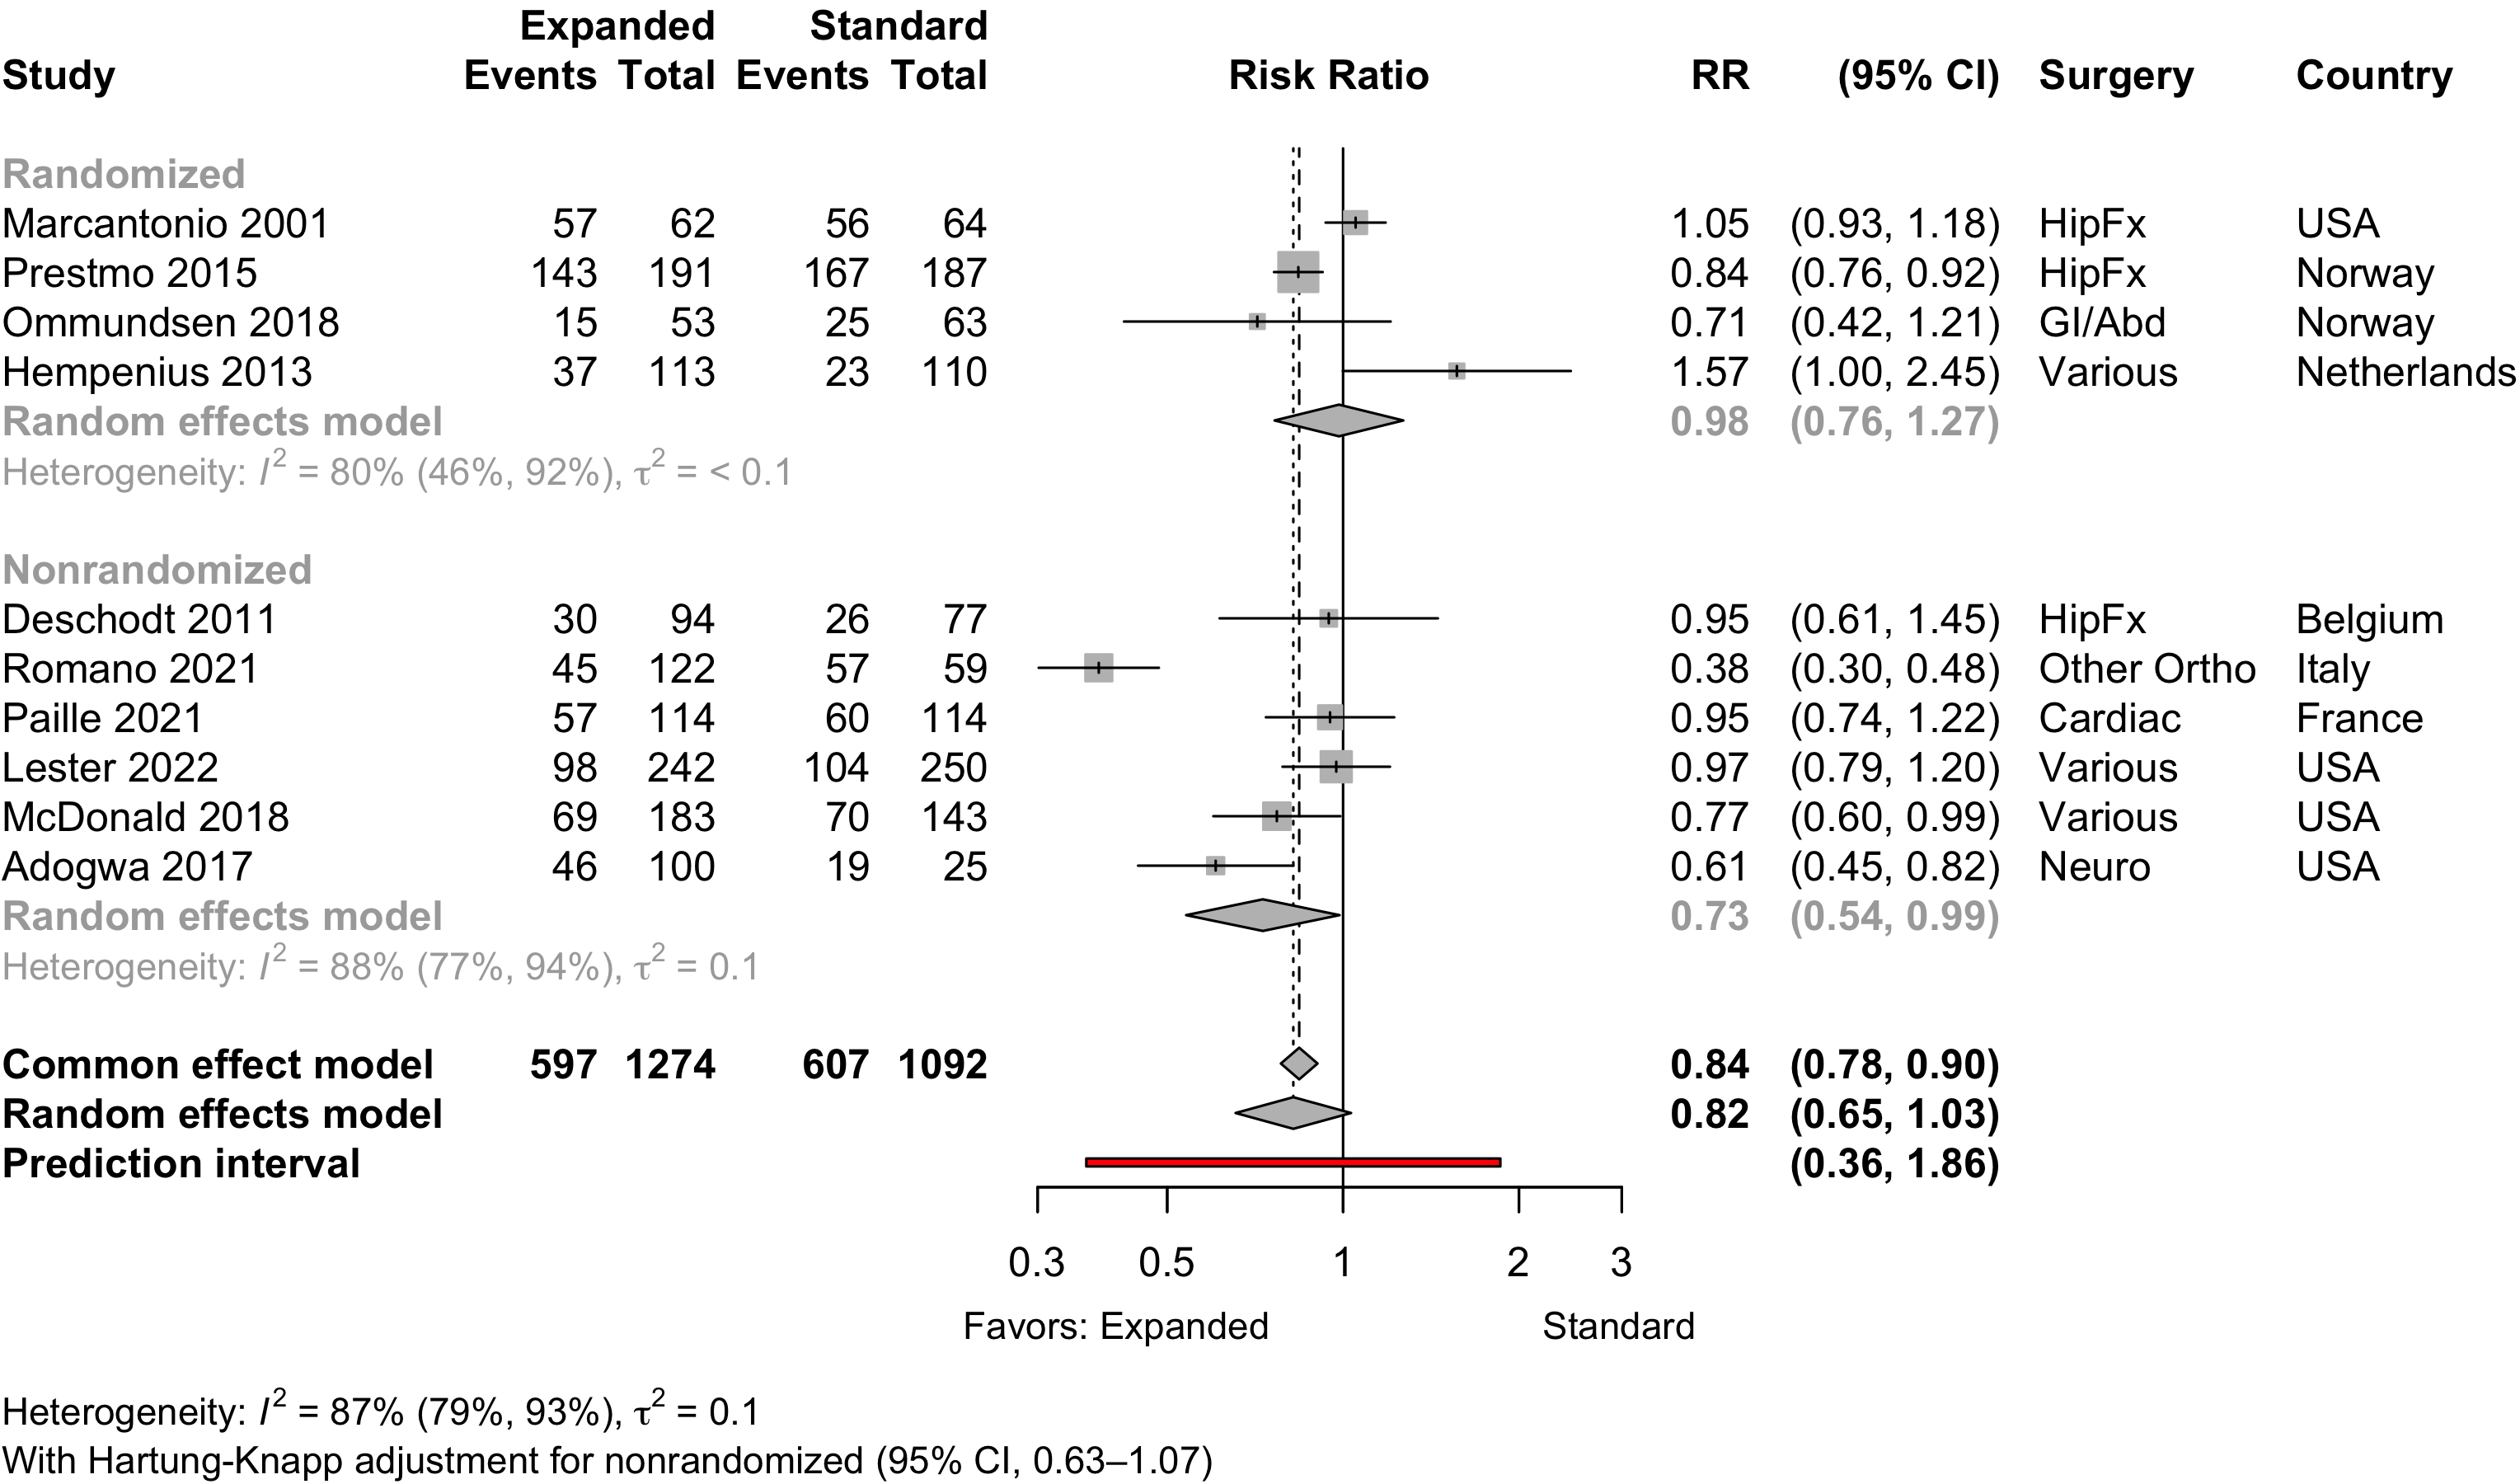 Expanded Standard
Study Events Total Events Total Risk Ratio RR (95% CI) Surgery Country
Randomized
Marcantonio 2001 57 62 56 64 1.05 (0.93, 1.18) HipFx USA
Prestmo 2015 143 191 167 187 0.84 (0.76, 0.92) HipFx Norway
Ommundsen 2018 15 53 25 63 0.71 (0.42, 1.21) GI/Abd Norway
Hempenius 2013 37 113 23 110 1.57 (1.00, 2.45) Various Netherlands
Random effects model 0.98 (0.76, 1.27)
Heterogeneity: I² = 80% (46%, 92%), τ² = < 0.1
Nonrandomized
Deschodt 2011 30 94 26 77 0.95 (0.61, 1.45) HipFx Belgium
Romano 2021 45 122 57 59 0.38 (0.30, 0.48) Other Ortho Italy
Paille 2021 57 114 60 114 0.95 (0.74, 1.22) Cardiac France
Lester 2022 98 242 104 250 0.97 (0.79, 1.20) Various USA
McDonald 2018 69 183 70 143 0.77 (0.60, 0.99) Various USA
Adogwa 2017 46 100 19 25 0.61 (0.45, 0.82) Neuro USA
Random effects model 0.73 (0.54, 0.99)
Heterogeneity: I² = 88% (77%, 94%), τ² = 0.1
Common effect model 597 1274 607 1092 0.84 (0.78, 0.90)
Random effects model 0.82 (0.65, 1.03)
Prediction interval (0.36, 1.86)
0.3 0.5 1 2 3
Favors: Expanded Standard
Heterogeneity: I² = 87% (79%, 93%), τ² = 0.1
With Hartung-Knapp adjustment for nonrandomized (95% CI, 0.63–1.07)